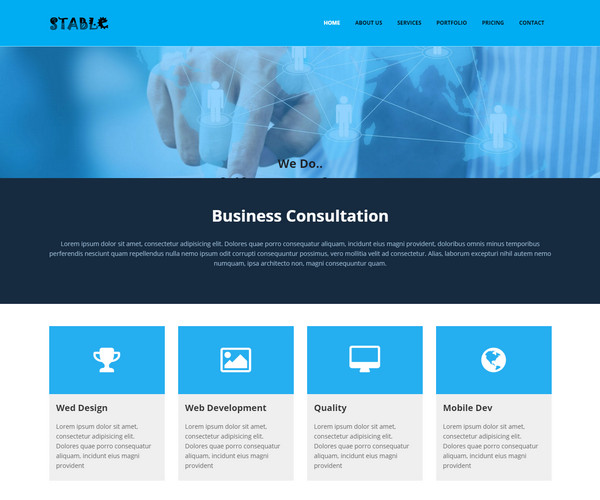 STABLE
HOME ABOUT US SERVICES PORTFOLIO PRICING CONTACT
We Do..
Business Consultation
Lorem ipsum dolor sit amet, consectetur adipisicing elit. Dolores quae porro consequatur aliquam, incidunt eius magni provident, doloribus omnis minus temporibus
perferendis nesciunt quam repellendus nulla nemo ipsum odit corrupti consequuntur possimus, vero mollitia velit ad consectetur. Alias, laborum excepturi nihil autem nemo
numquam, ipsa architecto non, magni consequuntur quam.
Wed Design
Lorem ipsum dolor sit amet,
consectetur adipisicing elit.
Dolores quae porro consequatur
aliquam, incidunt eius magni
provident
Web Development
Lorem ipsum dolor sit amet,
consectetur adipisicing elit.
Dolores quae porro consequatur
aliquam, incidunt eius magni
provident
Quality
Lorem ipsum dolor sit amet,
consectetur adipisicing elit.
Dolores quae porro consequatur
aliquam, incidunt eius magni
provident
Mobile Dev
Lorem ipsum dolor sit amet,
consectetur adipisicing elit.
Dolores quae porro consequatur
aliquam, incidunt eius magni
provident